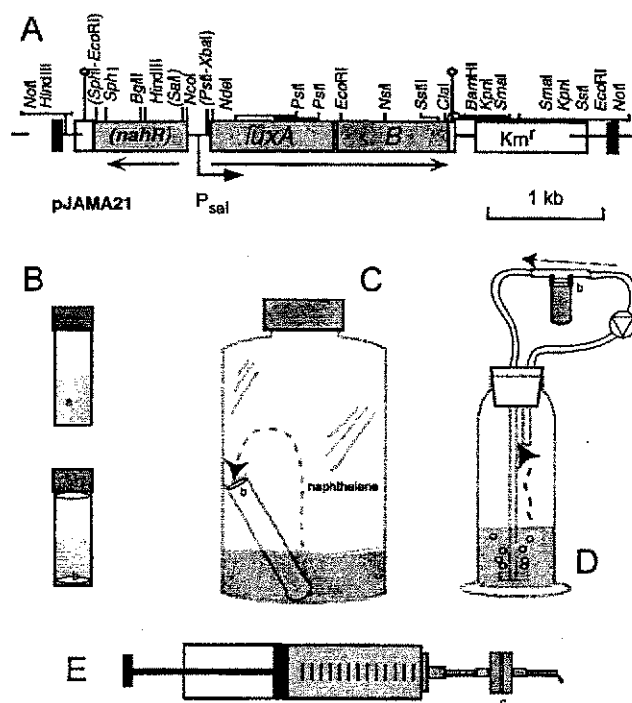 A
NotI
HindIII
(SphI-EcoRI)
SphI
BglII
HindIII
(SalI)
NcoI
(PstI-XbaI)
NdeI
PstI
PstI
EcoRI
NsiI
SstII
ClaI
BamHI
KpnI
SmaI
SmaI
KpnI
SstI
EcoRI
NotI
(nahR) luxA B Kmr
pJAMA21 Psal 1 kb
B C
D
E
a
b
b
naphthalene
b
c